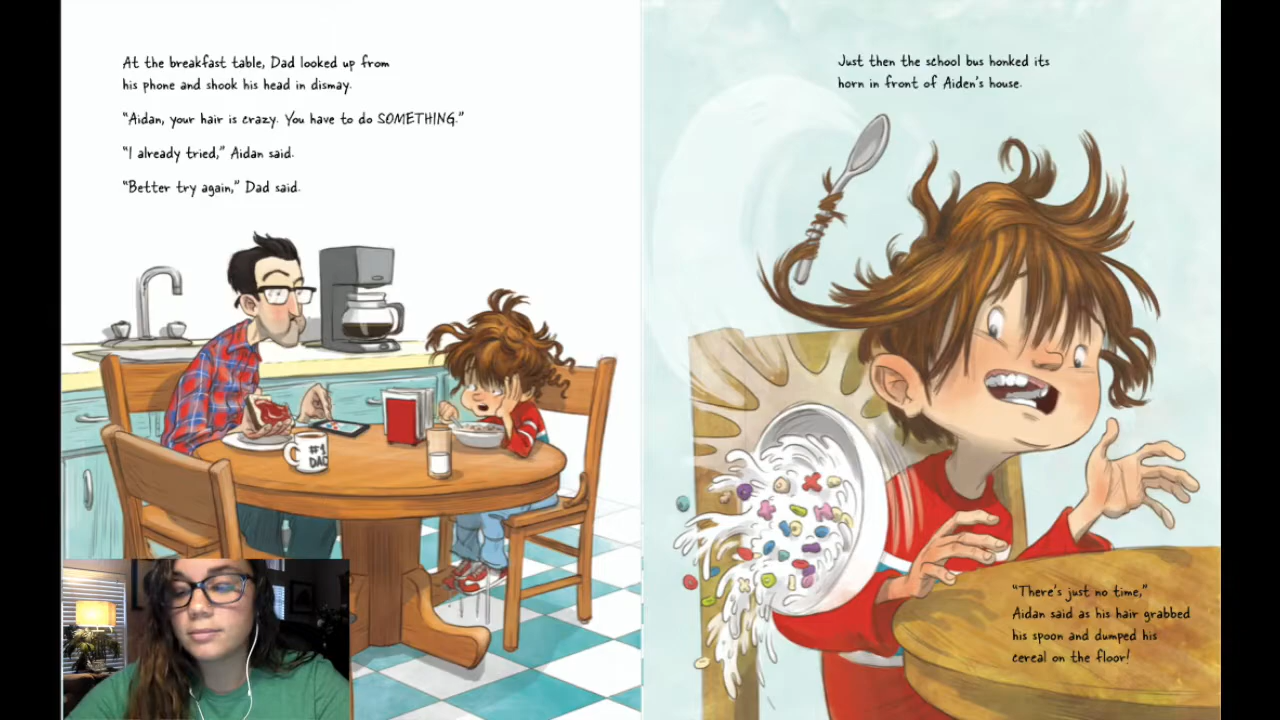 At the breakfast table, Dad looked up from
his phone and shook his head in dismay.
"Aidan, your hair is crazy. You have to do SOMETHING."
"I already tried," Aidan said.
"Better try again," Dad said.
#1
DAD
Just then the school bus honked its
horn in front of Aiden's house.
"There's just no time,"
Aidan said as his hair grabbed
his spoon and dumped his
cereal on the floor!